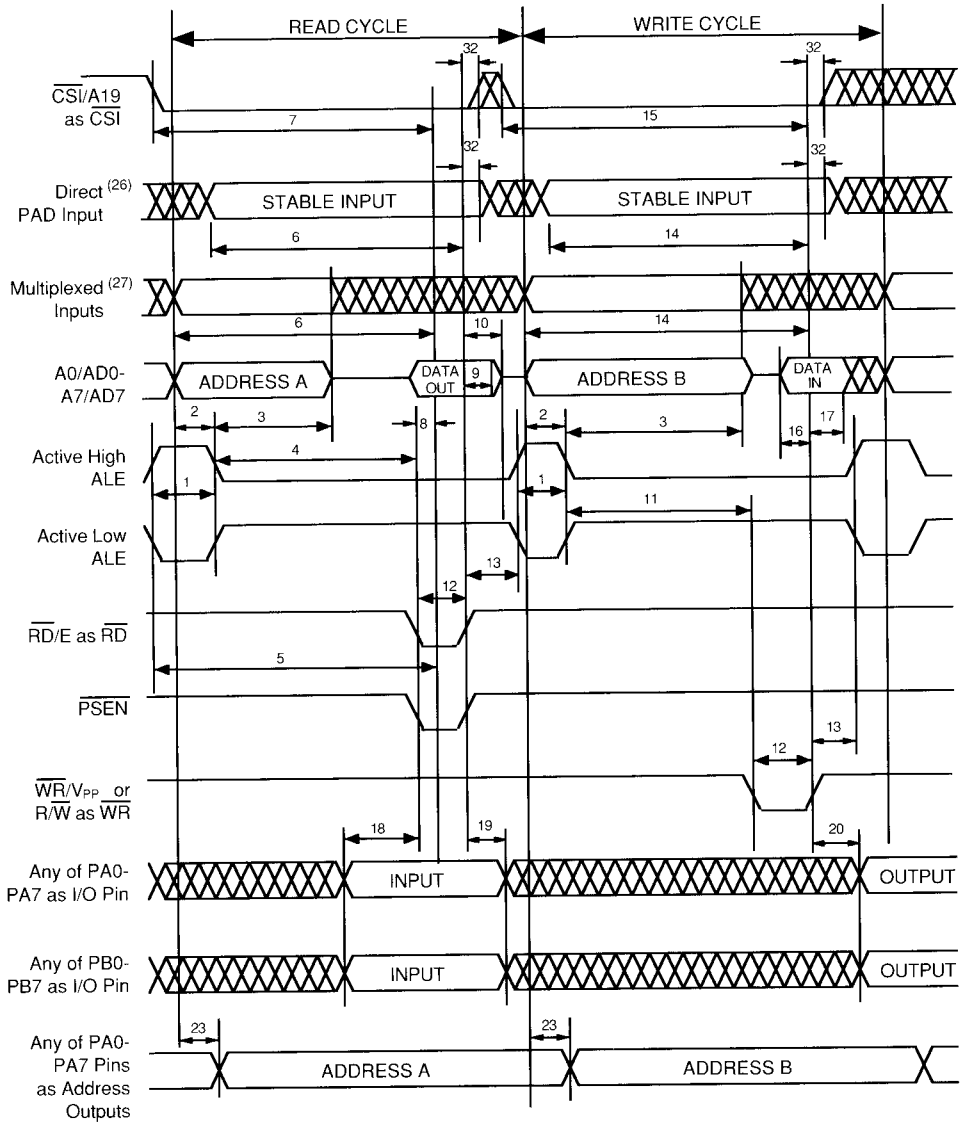 READ CYCLE
WRITE CYCLE
32
32
CSI/A19
as CSI
7
15
32
32
Direct (26)
PAD Input
STABLE INPUT
STABLE INPUT
6
14
Multiplexed (27)
Inputs
6
10
14
A0/AD0-
A7/AD7
ADDRESS A
DATA
OUT
9
ADDRESS B
DATA
IN
2
3
8
2
3
16
17
Active High
ALE
4
1
1
11
Active Low
ALE
13
12
RD/E as RD
5
PSEN
13
12
WR/VPP or
R/W as WR
18
19
20
Any of PA0-
PA7 as I/O Pin
INPUT
OUTPUT
Any of PB0-
PB7 as I/O Pin
INPUT
OUTPUT
23
23
Any of PA0-
PA7 Pins
as Address
Outputs
ADDRESS A
ADDRESS B